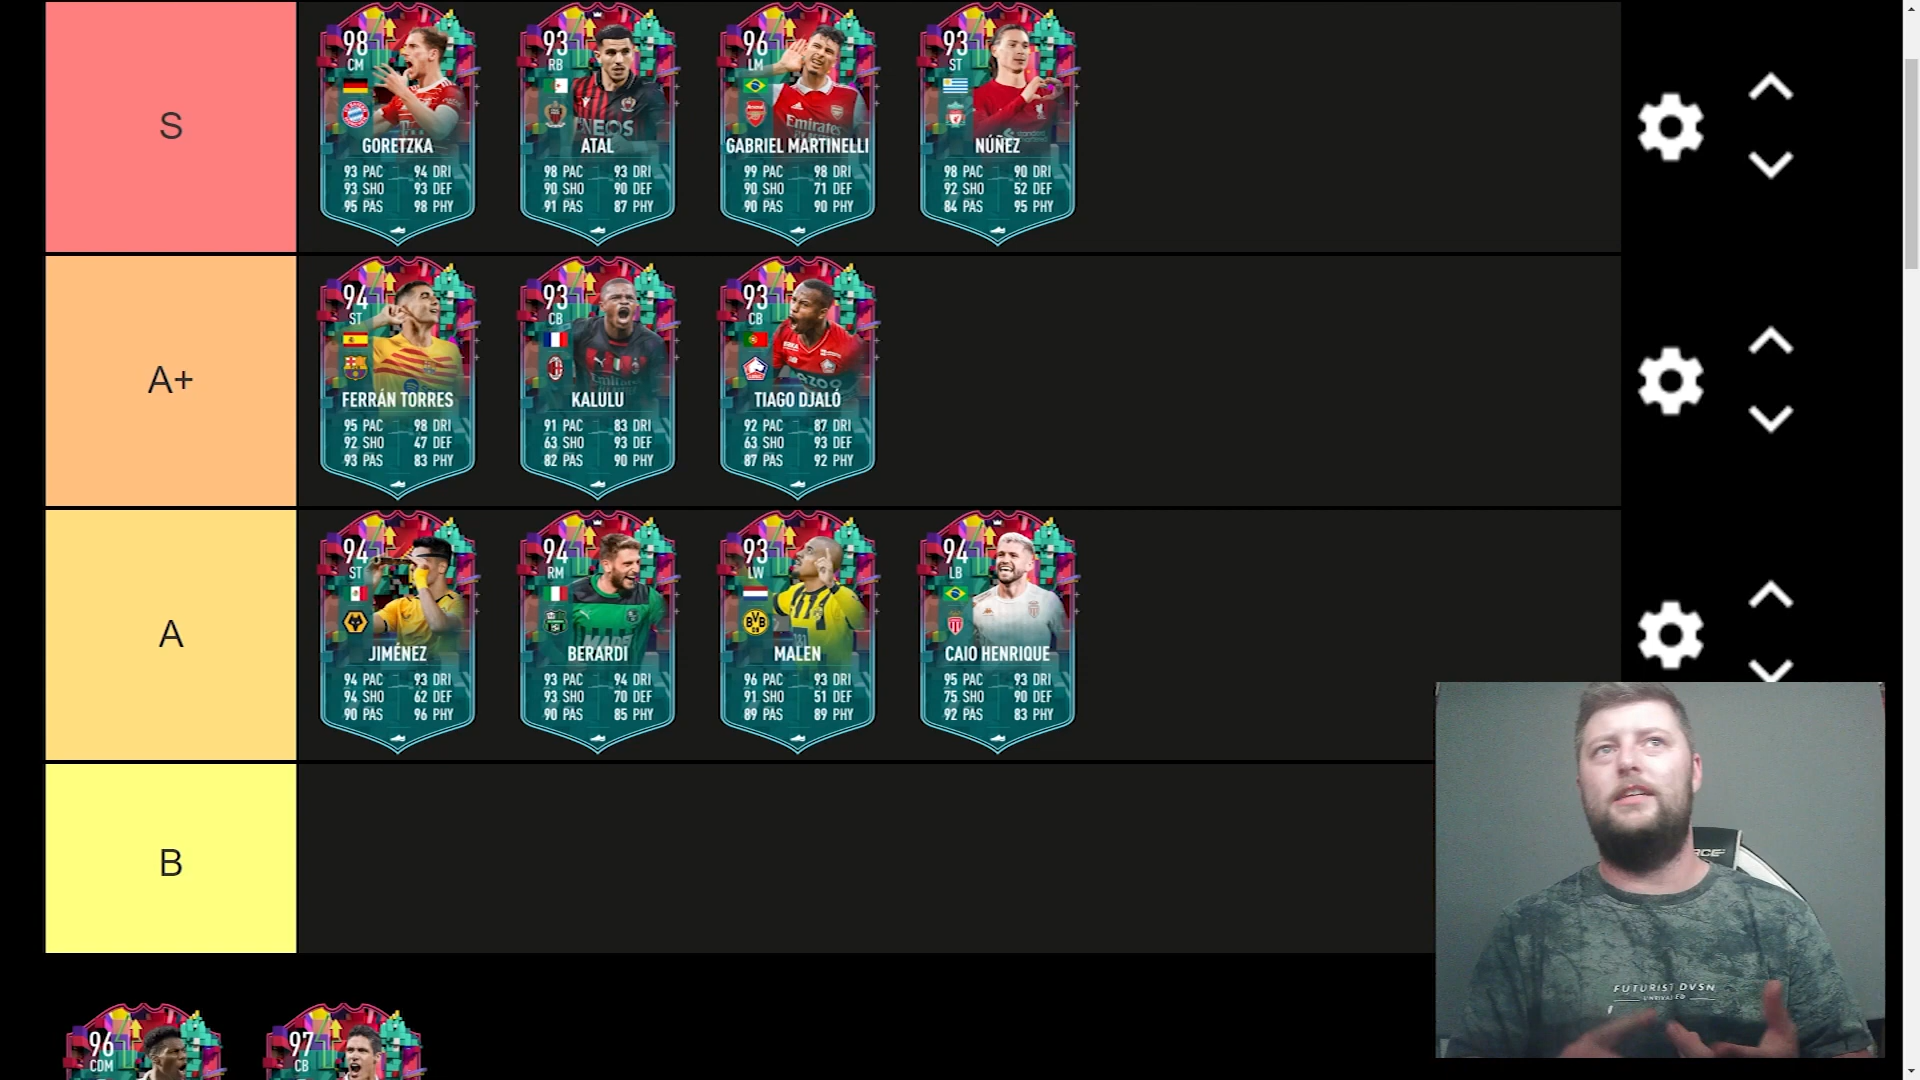 S
98
CM
GORETZKA
93 PAC 94 DRI
93 SHO 93 DEF
95 PAS 98 PHY
93
RB
ATAL
98 PAC 93 DRI
90 SHO 90 DEF
91 PAS 87 PHY
96
LM
GABRIEL MARTINELLI
99 PAC 98 DRI
90 SHO 71 DEF
90 PAS 90 PHY
93
ST
NÚÑEZ
98 PAC 90 DRI
92 SHO 52 DEF
84 PAS 95 PHY
A+
94
ST
FERRÁN TORRES
95 PAC 98 DRI
92 SHO 47 DEF
93 PAS 83 PHY
93
CB
KALULU
91 PAC 83 DRI
63 SHO 93 DEF
82 PAS 90 PHY
93
CB
TIAGO DJALÓ
92 PAC 87 DRI
63 SHO 93 DEF
87 PAS 92 PHY
A
94
ST
JIMÉNEZ
94 PAC 93 DRI
94 SHO 62 DEF
90 PAS 96 PHY
94
RM
BERARDI
93 PAC 94 DRI
93 SHO 70 DEF
90 PAS 85 PHY
93
LW
MALEN
96 PAC 93 DRI
91 SHO 51 DEF
89 PAS 89 PHY
94
LB
CAIO HENRIQUE
95 PAC 93 DRI
75 SHO 90 DEF
92 PAS 83 PHY
B
96
CDM
97
CB
FUTURIST DVSN